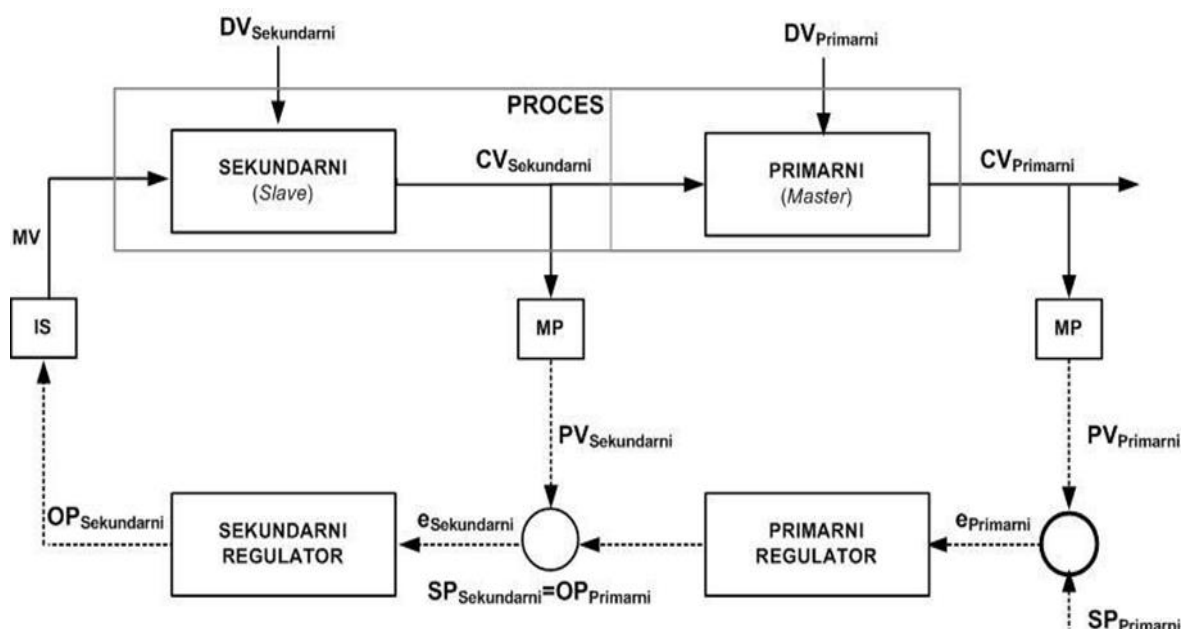 DVSekundarni
DVPrimarni
PROCES
SEKUNDARNI
(Slave)
CVSekundarni
PRIMARNI
(Master)
CVPrimarni
MV
IS
MP
MP
PVSekundarni
PVPrimarni
OPSekundarni
SEKUNDARNI
REGULATOR
eSekundarni
PRIMARNI
REGULATOR
ePrimarni
SPSekundarni=OPPrimarni
SPPrimarni